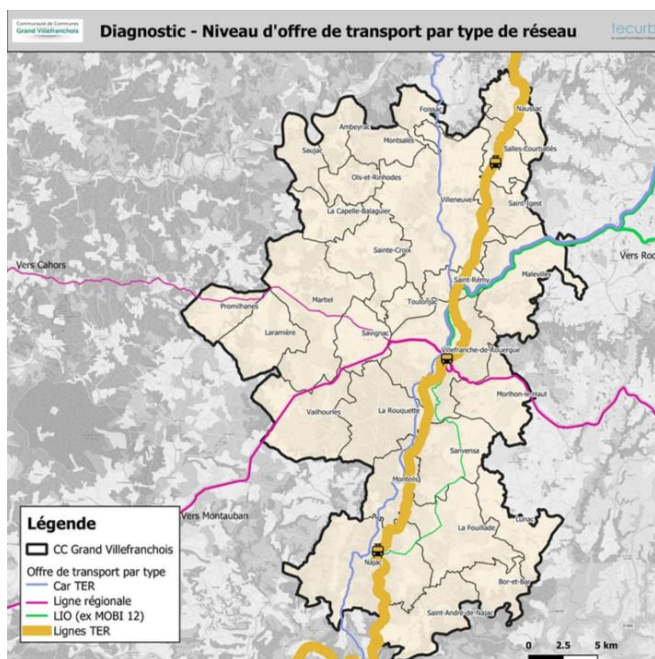 Communauté de Communes
Grand Villefranchois
Diagnostic - Niveau d'offre de transport par type de réseau
tecurb
Foissac
Naussac
Ambeyrac
Montsalès
Salles-Courbatiès
Saujac
Ols-et-Rinhodes
Villeneuve
Saint-Igest
La Capelle-Balaguier
Sainte-Croix
Vers Cahors
Vers Rod
Saint-Rémy
Maleville
Martiel
Toulonjac
Promilhanes
Laramière
Savignac
Villefranche-de-Rouergue
Morlhon-le-Haut
Vailhourles
La Rouquette
Sanvensa
Monteils
Vers Montauban
Lunac
La Fouillade
Najac
Bor-et-Bar
Saint-André-de-Najac
Légende
CC Grand Villefranchois
Offre de transport par type
Car TER
Ligne régionale
LIO (ex MOBI 12)
Lignes TER
0 2.5 5 km